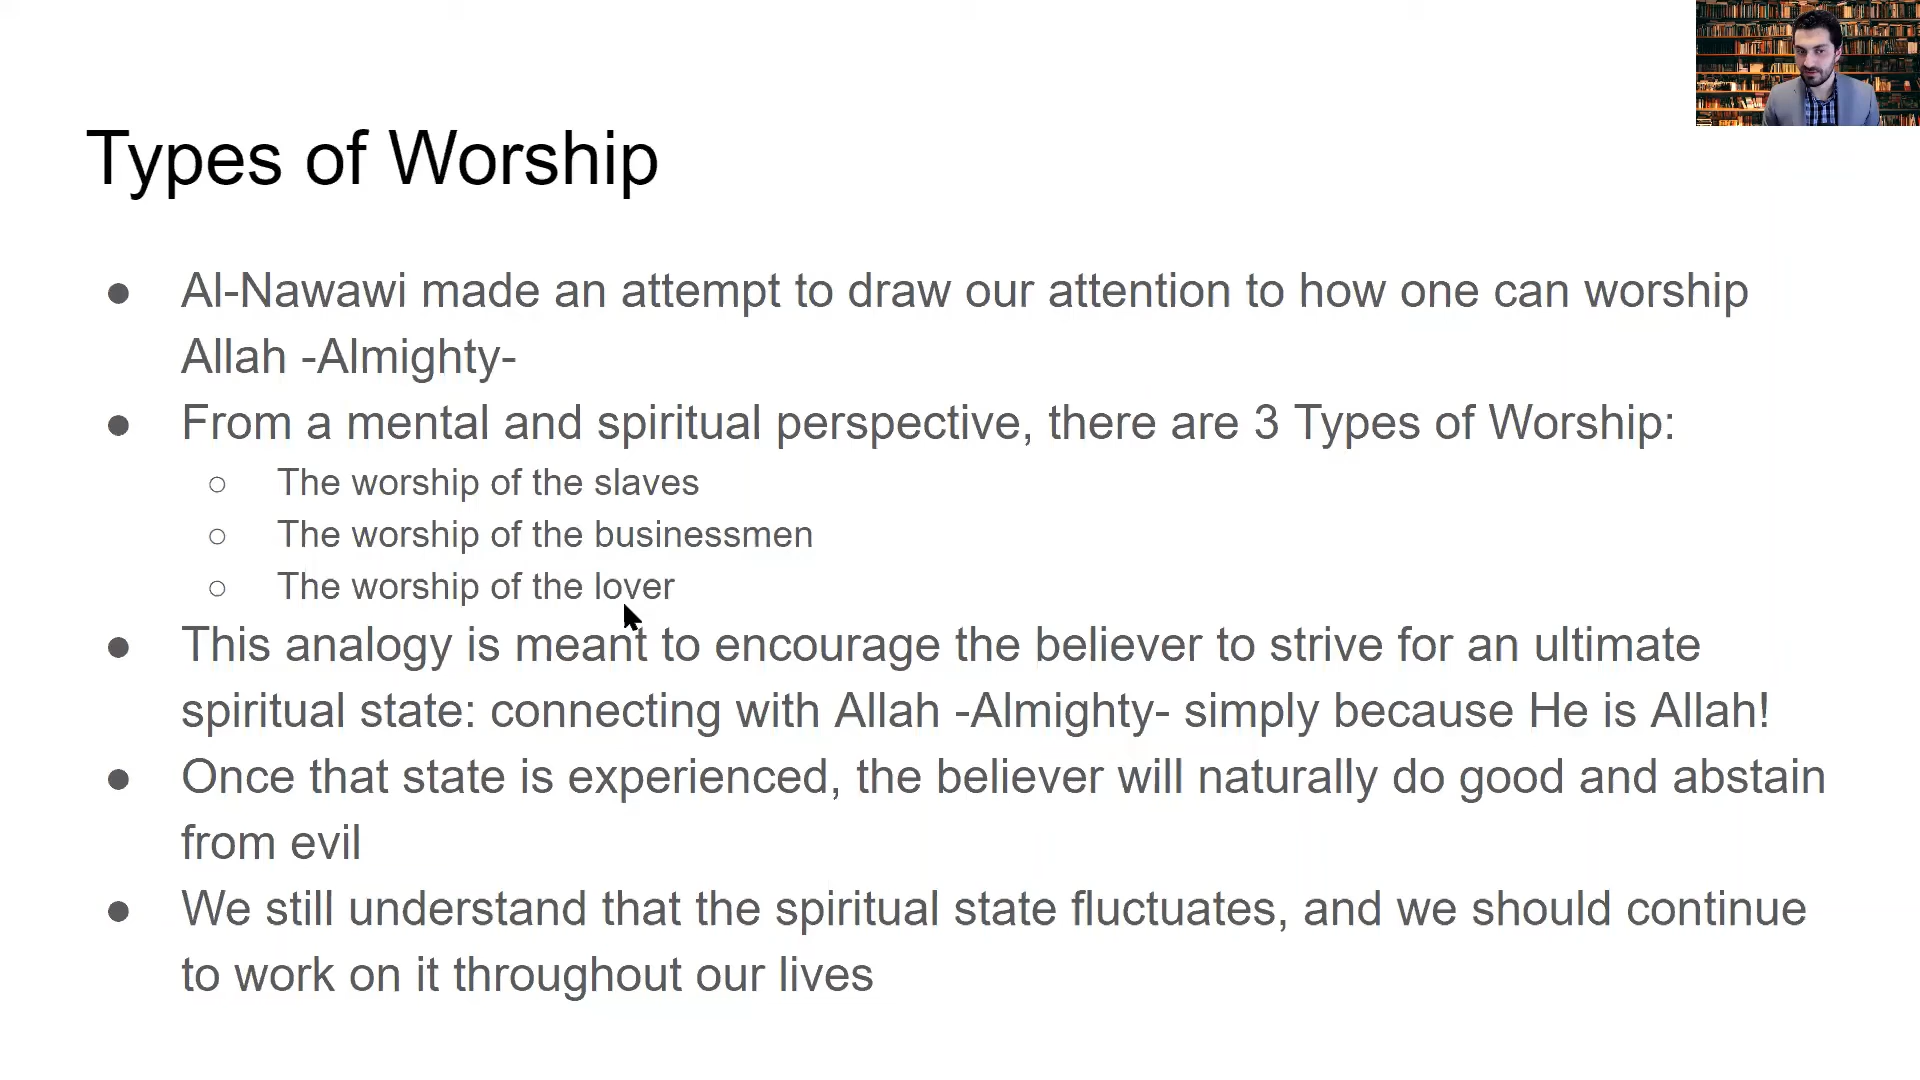 Types of Worship
● Al-Nawawi made an attempt to draw our attention to how one can worship
Allah -Almighty-
● From a mental and spiritual perspective, there are 3 Types of Worship:
○ The worship of the slaves
○ The worship of the businessmen
○ The worship of the lover
● This analogy is meant to encourage the believer to strive for an ultimate
spiritual state: connecting with Allah -Almighty- simply because He is Allah!
● Once that state is experienced, the believer will naturally do good and abstain
from evil
● We still understand that the spiritual state fluctuates, and we should continue
to work on it throughout our lives